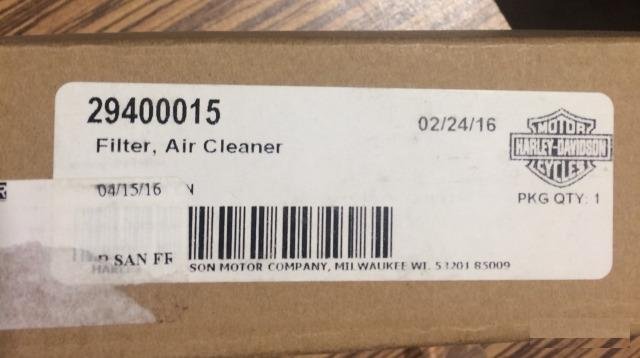 29400015
02/24/16
Filter, Air Cleaner
MOTOR
HARLEY-DAVIDSON
CYCLES
PKG QTY: 1
04/15/16
N
SAN FR
SON MOTOR COMPANY, MILWAUKEE WI. 53201 85009